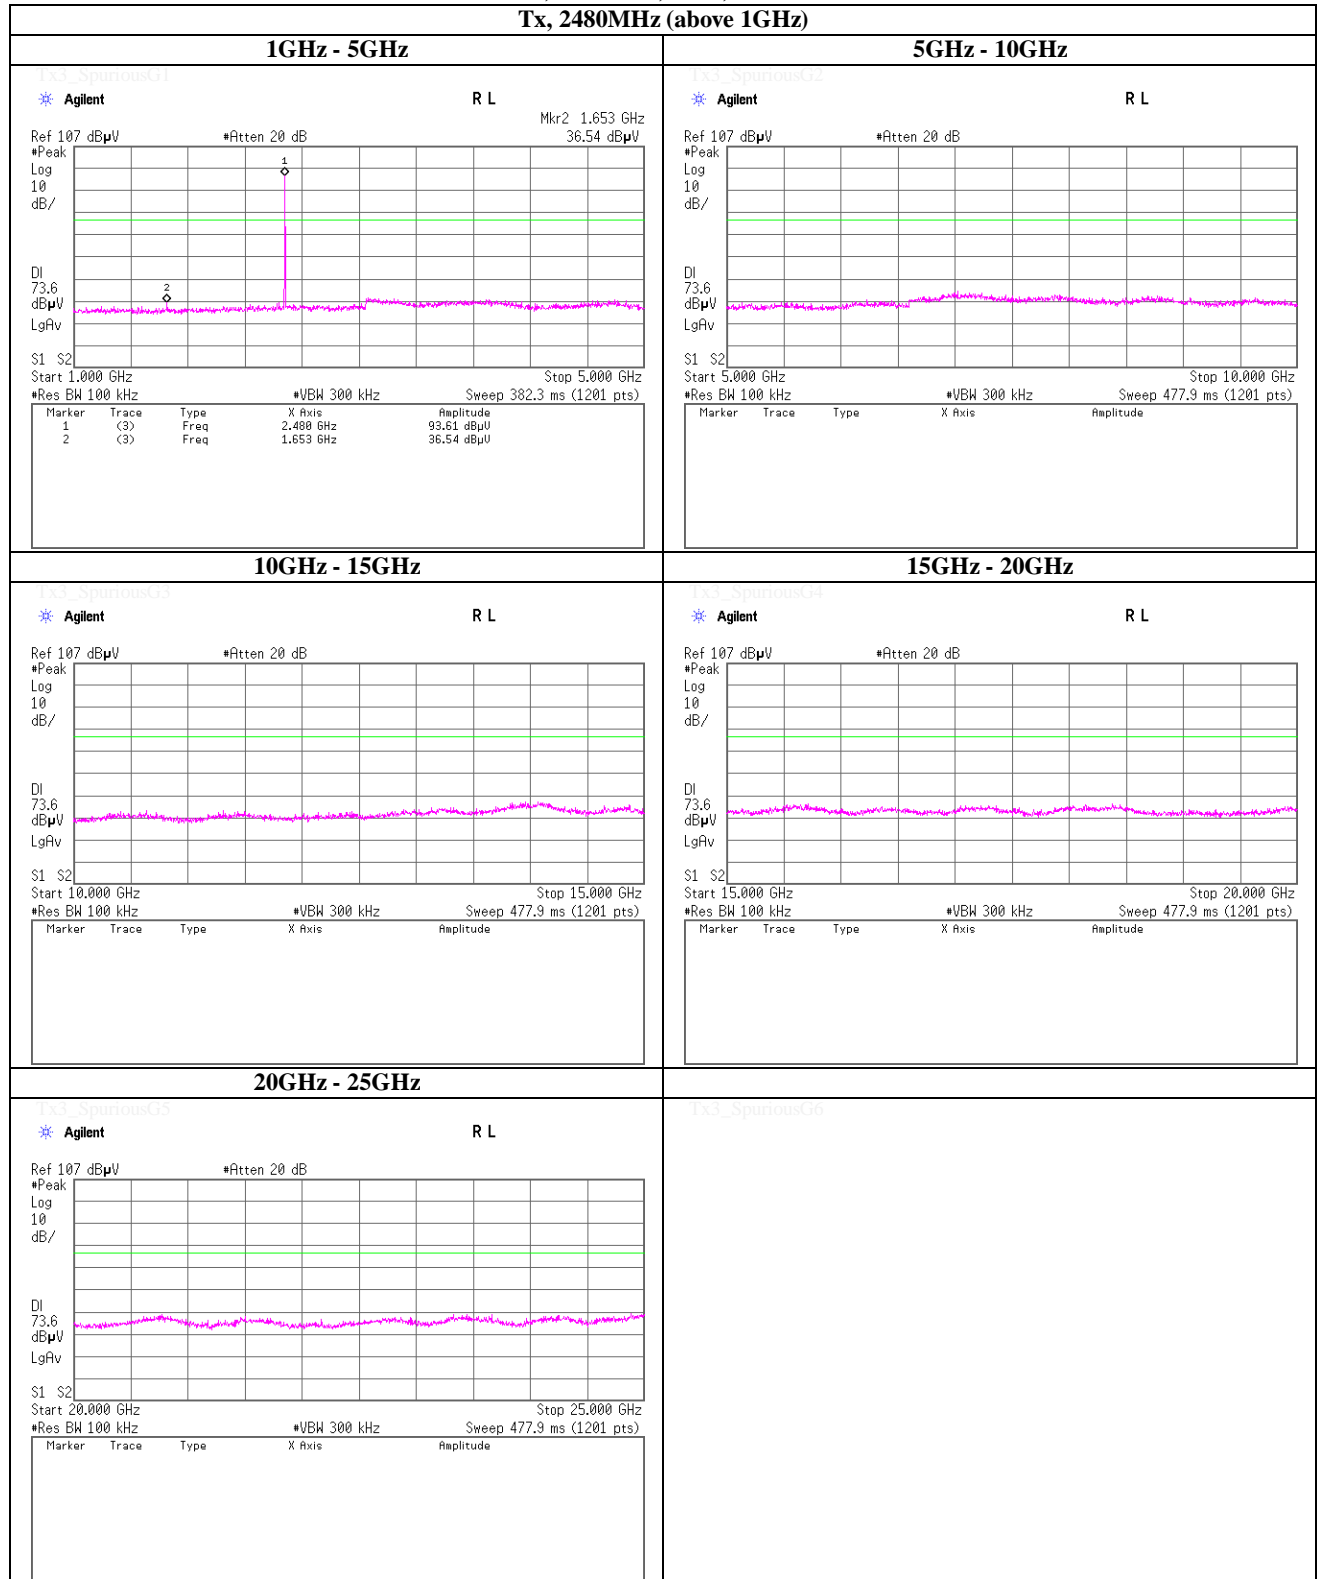 Tx, 2480MHz (above 1GHz)
1GHz - 5GHz
5GHz - 10GHz
Tx3_SpuriousG1
Agilent
R L
Mkr2 1.653 GHz
Ref 107 dBµV
#Atten 20 dB
36.54 dBµV
#Peak
Log
10
dB/
1
2
DI
73.6
dBµV
LgAv
S1 S2
Start 1.000 GHz
Stop 5.000 GHz
#Res BW 100 kHz
#VBW 300 kHz
Sweep 382.3 ms (1201 pts)
Marker Trace Type X Axis Amplitude
1 (3) Freq 2.480 GHz 93.61 dBµV
2 (3) Freq 1.653 GHz 36.54 dBµV
Tx3_SpuriousG2
Agilent
R L
Ref 107 dBµV
#Atten 20 dB
#Peak
Log
10
dB/
DI
73.6
dBµV
LgAv
S1 S2
Start 5.000 GHz
Stop 10.000 GHz
#Res BW 100 kHz
#VBW 300 kHz
Sweep 477.9 ms (1201 pts)
Marker Trace Type X Axis Amplitude
10GHz - 15GHz
15GHz - 20GHz
Tx3_SpuriousG3
Agilent
R L
Ref 107 dBµV
#Atten 20 dB
#Peak
Log
10
dB/
DI
73.6
dBµV
LgAv
S1 S2
Start 10.000 GHz
Stop 15.000 GHz
#Res BW 100 kHz
#VBW 300 kHz
Sweep 477.9 ms (1201 pts)
Marker Trace Type X Axis Amplitude
Tx3_SpuriousG4
Agilent
R L
Ref 107 dBµV
#Atten 20 dB
#Peak
Log
10
dB/
DI
73.6
dBµV
LgAv
S1 S2
Start 15.000 GHz
Stop 20.000 GHz
#Res BW 100 kHz
#VBW 300 kHz
Sweep 477.9 ms (1201 pts)
Marker Trace Type X Axis Amplitude
20GHz - 25GHz
Tx3_SpuriousG5
Agilent
R L
Ref 107 dBµV
#Atten 20 dB
#Peak
Log
10
dB/
DI
73.6
dBµV
LgAv
S1 S2
Start 20.000 GHz
Stop 25.000 GHz
#Res BW 100 kHz
#VBW 300 kHz
Sweep 477.9 ms (1201 pts)
Marker Trace Type X Axis Amplitude
Tx3_SpuriousG6